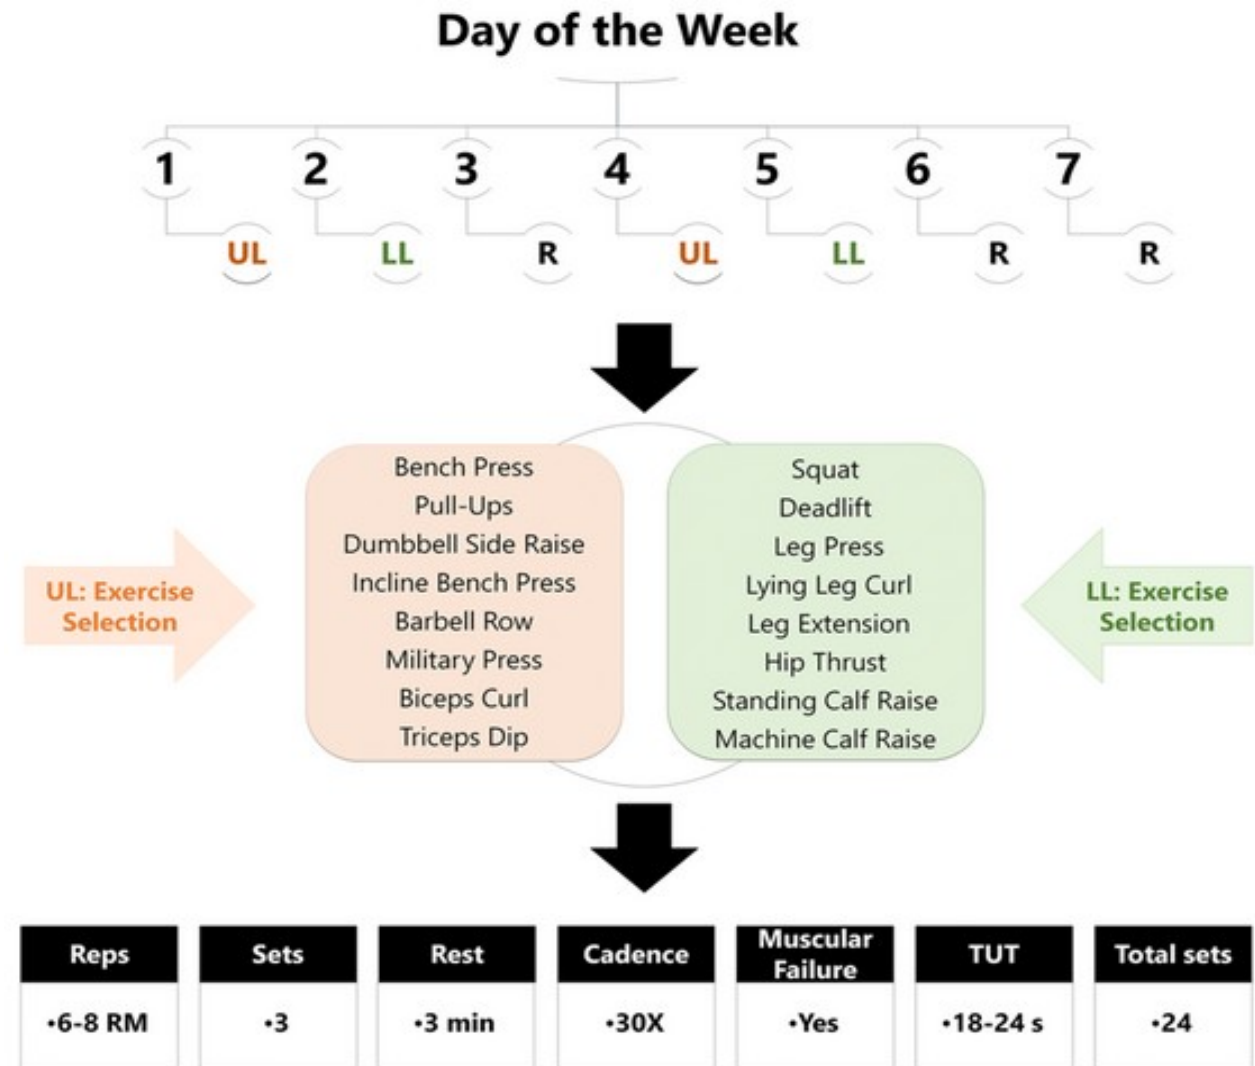 Day of the Week
1 2 3 4 5 6 7
UL LL R UL LL R R
Bench Press
Pull-Ups
Dumbbell Side Raise
Incline Bench Press
Barbell Row
Military Press
Biceps Curl
Triceps Dip
Squat
Deadlift
Leg Press
Lying Leg Curl
Leg Extension
Hip Thrust
Standing Calf Raise
Machine Calf Raise
UL: Exercise
Selection
LL: Exercise
Selection
Reps Sets Rest Cadence Muscular Failure TUT Total sets
•6-8 RM •3 •3 min •30X •Yes •18-24 s •24